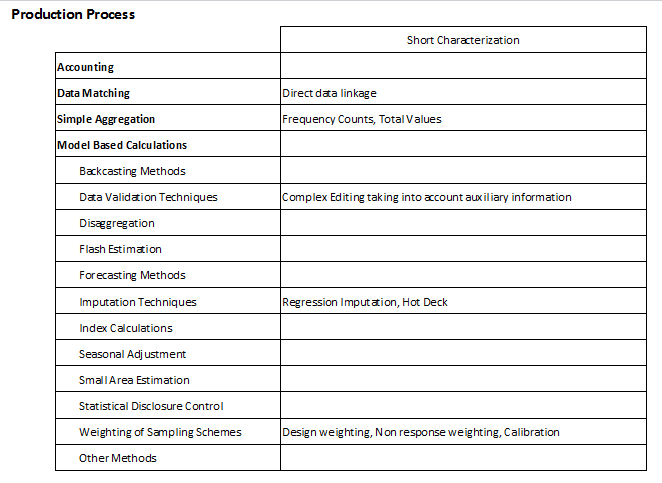 Production Process
Short Characterization
Accounting
Data Matching Direct data linkage
Simple Aggregation Frequency Counts, Total Values
Model Based Calculations
Backcasting Methods
Data Validation Techniques Complex Editing taking into account auxiliary information
Disaggregation
Flash Estimation
Forecasting Methods
Imputation Techniques Regression Imputation, Hot Deck
Index Calculations
Seasonal Adjustment
Small Area Estimation
Statistical Disclosure Control
Weighting of Sampling Schemes Design weighting, Non response weighting, Calibration
Other Methods